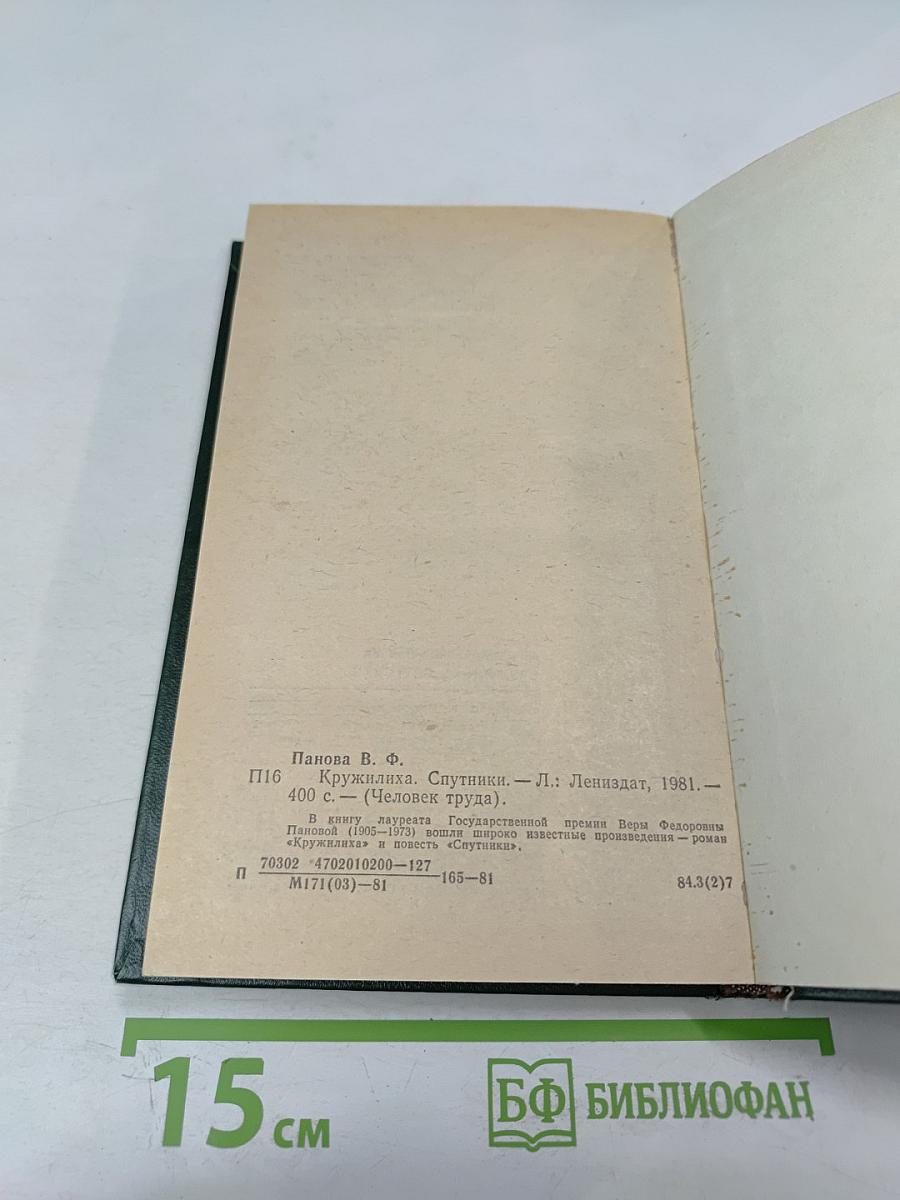 Панова В. Ф.
П16 Кружилиха. Спутники. — Л.: Лениздат, 1981. —
400 с. — (Человек труда).
В книгу лауреата Государственной премии Веры Федоровны
Пановой (1905—1973) вошли широко известные произведения — роман
«Кружилиха» и повесть «Спутники».
70302 4702010200—127
П 165—81 84.3(2)7
М171(03)—81
15 см
БФ БИБЛИОФАН